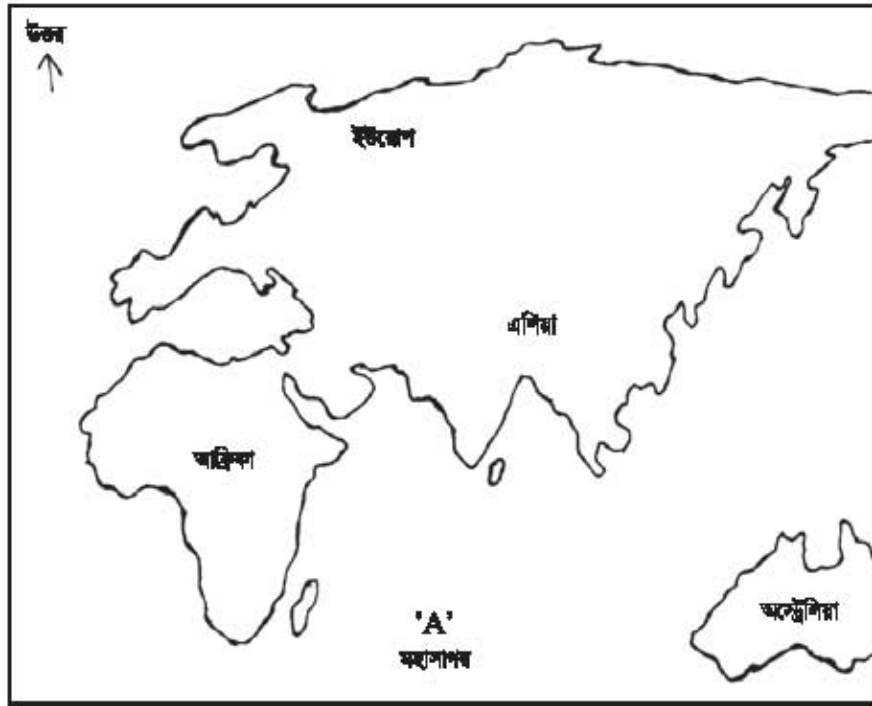 উত্তর
ইউরোপ
এশিয়া
আফ্রিকা
অস্ট্রেলিয়া
'A'
মহাসাগর